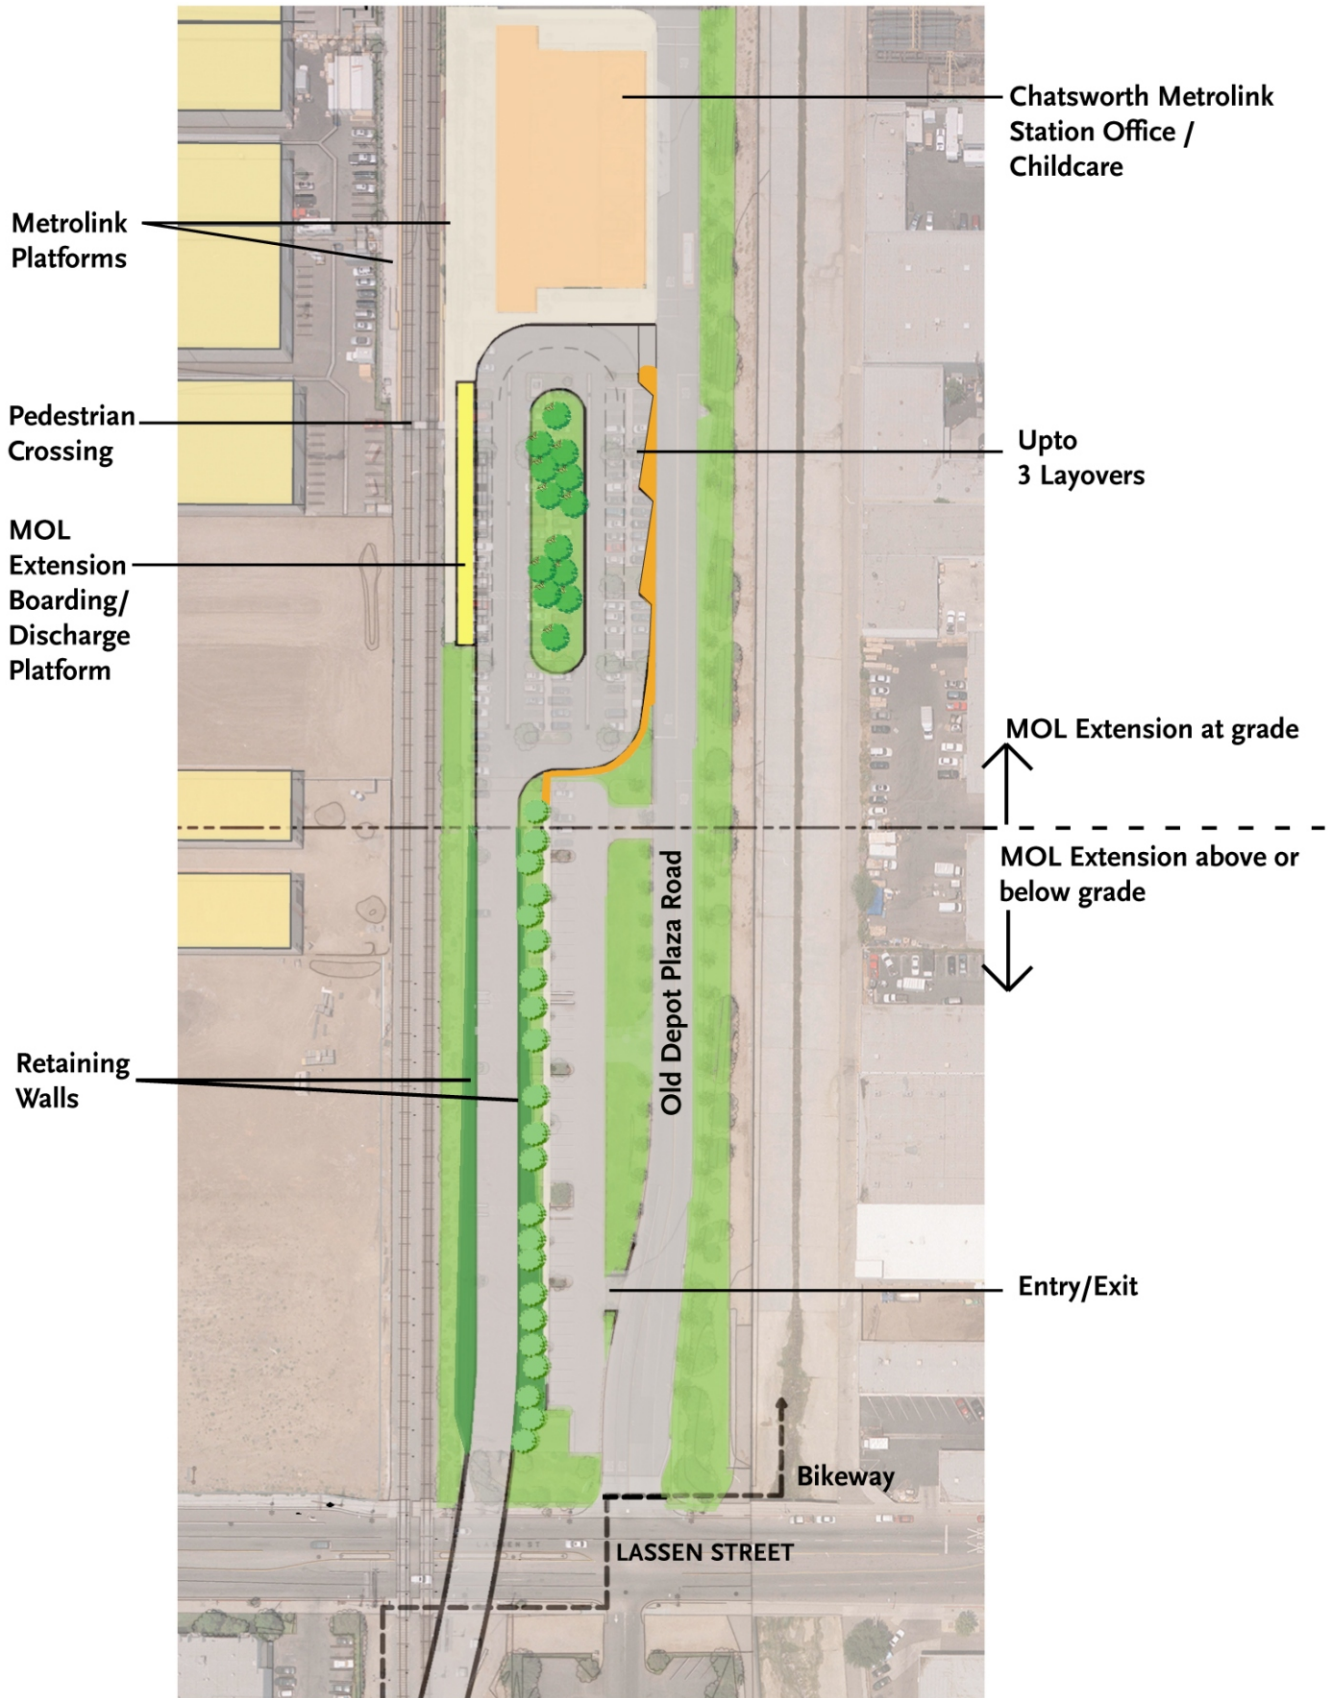 Chatsworth Metrolink
Station Office /
Childcare
Metrolink
Platforms
Pedestrian
Crossing
Upto
3 Layovers
MOL
Extension
Boarding/
Discharge
Platform
MOL Extension at grade
MOL Extension above or
below grade
Old Depot Plaza Road
Retaining
Walls
Entry/Exit
Bikeway
LASSEN ST
LASSEN STREET